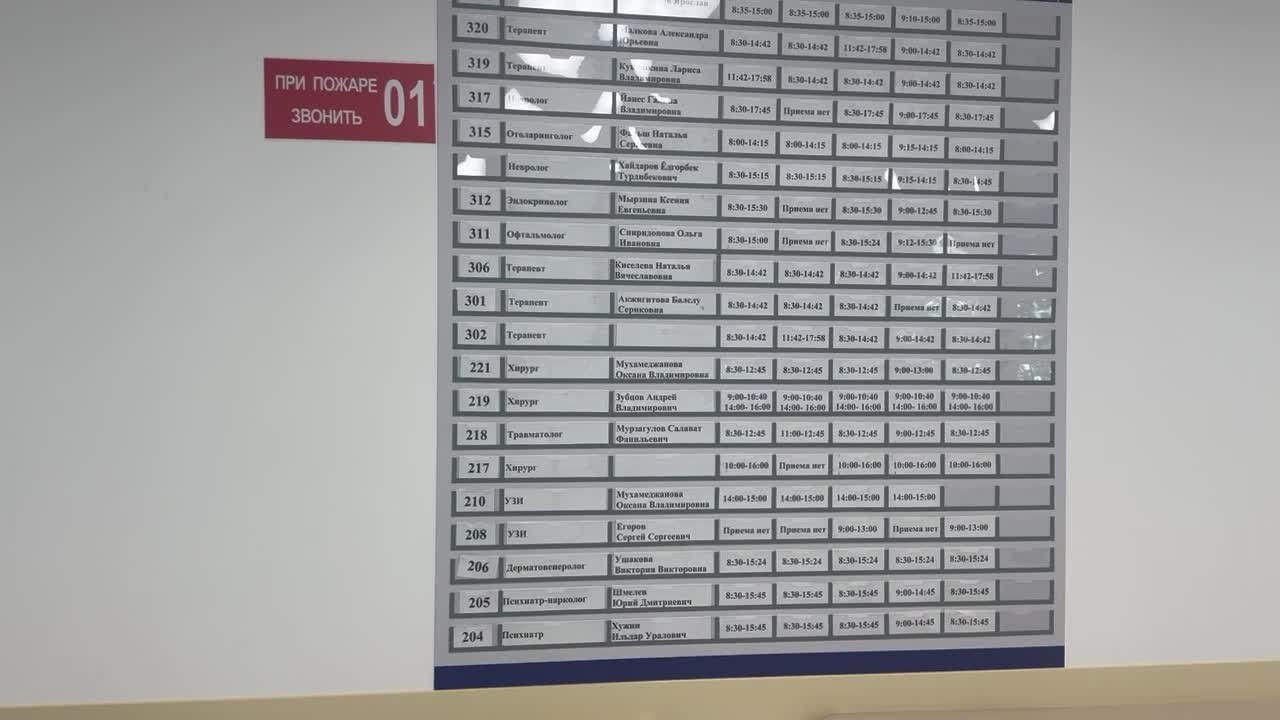 ПРИ ПОЖАРЕ
ЗВОНИТЬ 01
Ярослав 8:35-15:00 8:35-15:00 8:35-15:00 9:10-15:00 8:35-15:00
320 Терапевт Александра
Юрьевна 8:30-14:42 8:30-14:42 11:42-17:58 9:00-14:42 8:30-14:42
319 Лариса
Владимировна 11:42-17:58 8:30-14:42 8:30-14:42 9:00-14:42 8:30-14:42
317 Йанес
Владимировна 8:30-17:45 Приема нет 8:30-17:45 9:00-17:45 8:30-17:45
315 Отоларинголог Наталья
8:00-14:15 8:00-14:15 8:00-14:15 9:15-14:15 8:00-14:15
Невролог Хайдаров Ёдгорбек
Турдибекович 8:30-15:15 8:30-15:15 8:30-15:15 9:15-14:15
312 Эндокринолог Мырзина Ксения
Евгеньевна 8:30-15:30 Приема нет 8:30-15:30 9:00-12:45 8:30-15:30
311 Офтальмолог Спиридонова Ольга
Ивановна 8:30-15:00 Приема нет 8:30-15:24 9:12-15:30 Приема нет
306 Терапевт Киселева Наталья
Вячеславовна 8:30-14:42 8:30-14:42 8:30-14:42 9:00-14:42 11:42-17:58
301 Терапевт Акжигитова Балслу
Сериковна 8:30-14:42 8:30-14:42 8:30-14:42 Приема нет 8:30-14:42
302 Терапевт 8:30-14:42 11:42-17:58 8:30-14:42 9:00-14:42 8:30-14:42
221 Хирург Мухамеджанова
Оксана Владимировна 8:30-12:45 8:30-12:45 8:30-12:45 9:00-13:00 8:30-12:45
219 Хирург Зубцов Андрей 9:00-10:40 9:00-10:40 9:00-10:40 9:00-10:40 9:00-10:40
Владимирович 14:00- 16:00 14:00- 16:00 14:00- 16:00 14:00- 16:00 14:00- 16:00
218 Травматолог Мурзагулов Салават
Фанильевич 8:30-12:45 11:00-12:45 8:30-12:45 9:00-12:45 8:30-12:45
217 Хирург 10:00-16:00 Приема нет 10:00-16:00 10:00-16:00 10:00-16:00
210 УЗИ Мухамеджанова
Оксана Владимировна 14:00-15:00 14:00-15:00 14:00-15:00 14:00-15:00
208 УЗИ Егоров
Сергей Сергеевич Приема нет Приема нет 9:00-13:00 Приема нет 9:00-13:00
206 Дерматовенеролог Ушакова
Виктория Викторовна 8:30-15:24 8:30-15:24 8:30-15:24 8:30-15:24 8:30-15:24
205 Психиатр-нарколог Шмелев
Юрий Дмитриевич 8:30-15:45 8:30-15:45 8:30-15:45 9:00-14:45 8:30-15:45
204 Психиатр Хужин
Ильдар Уралович 8:30-15:45 8:30-15:45 8:30-15:45 9:00-14:45 8:30-15:45